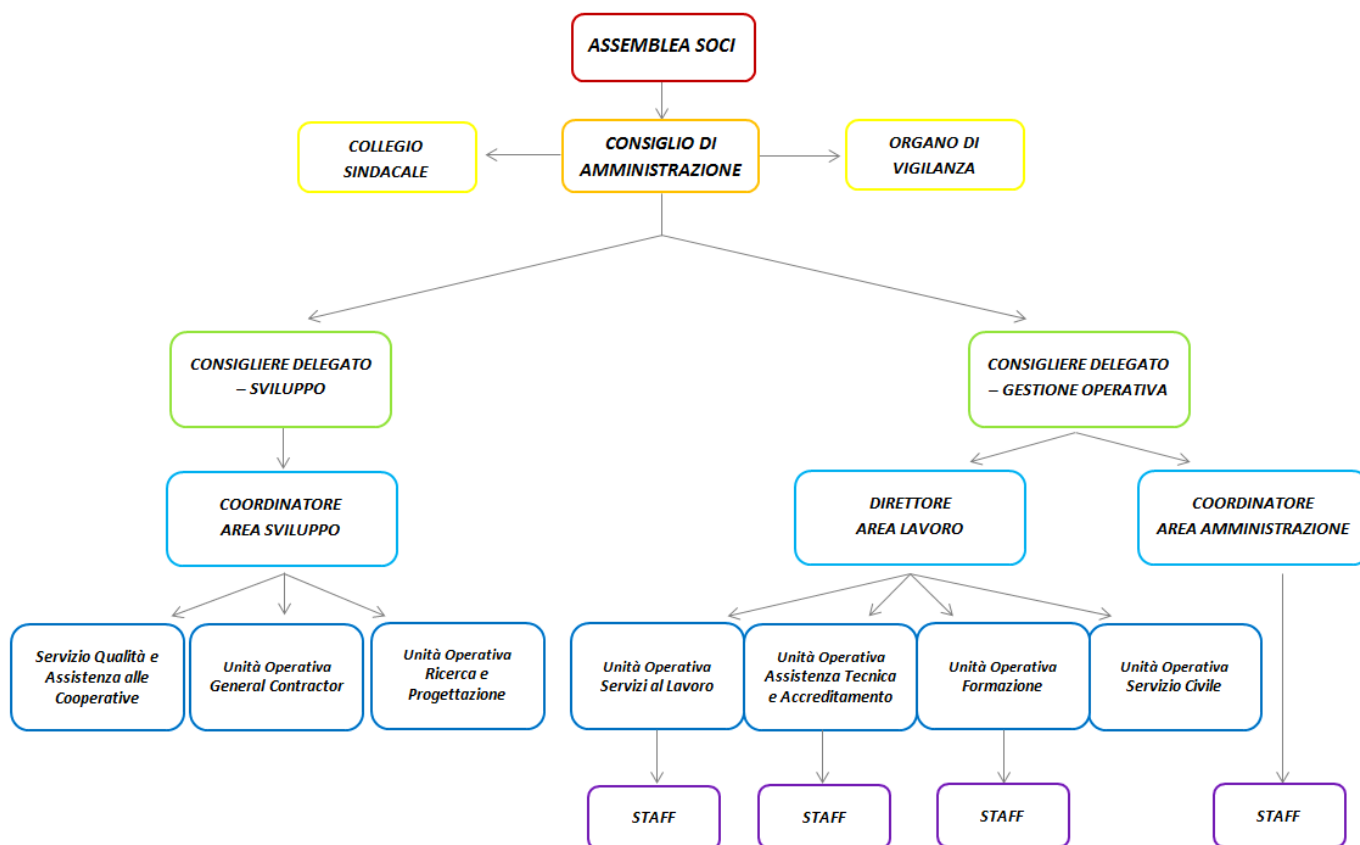 ASSEMBLEA SOCI
COLLEGIO
SINDACALE
CONSIGLIO DI
AMMINISTRAZIONE
ORGANO DI
VIGILANZA
CONSIGLIERE DELEGATO
– SVILUPPO
CONSIGLIERE DELEGATO
– GESTIONE OPERATIVA
COORDINATORE
AREA SVILUPPO
DIRETTORE
AREA LAVORO
COORDINATORE
AREA AMMINISTRAZIONE
Servizio Qualità e
Assistenza alle
Cooperative
Unità Operativa
General Contractor
Unità Operativa
Ricerca e
Progettazione
Unità Operativa
Servizi al Lavoro
Unità Operativa
Assistenza Tecnica
e Accreditamento
Unità Operativa
Formazione
Unità Operativa
Servizio Civile
STAFF
STAFF
STAFF
STAFF